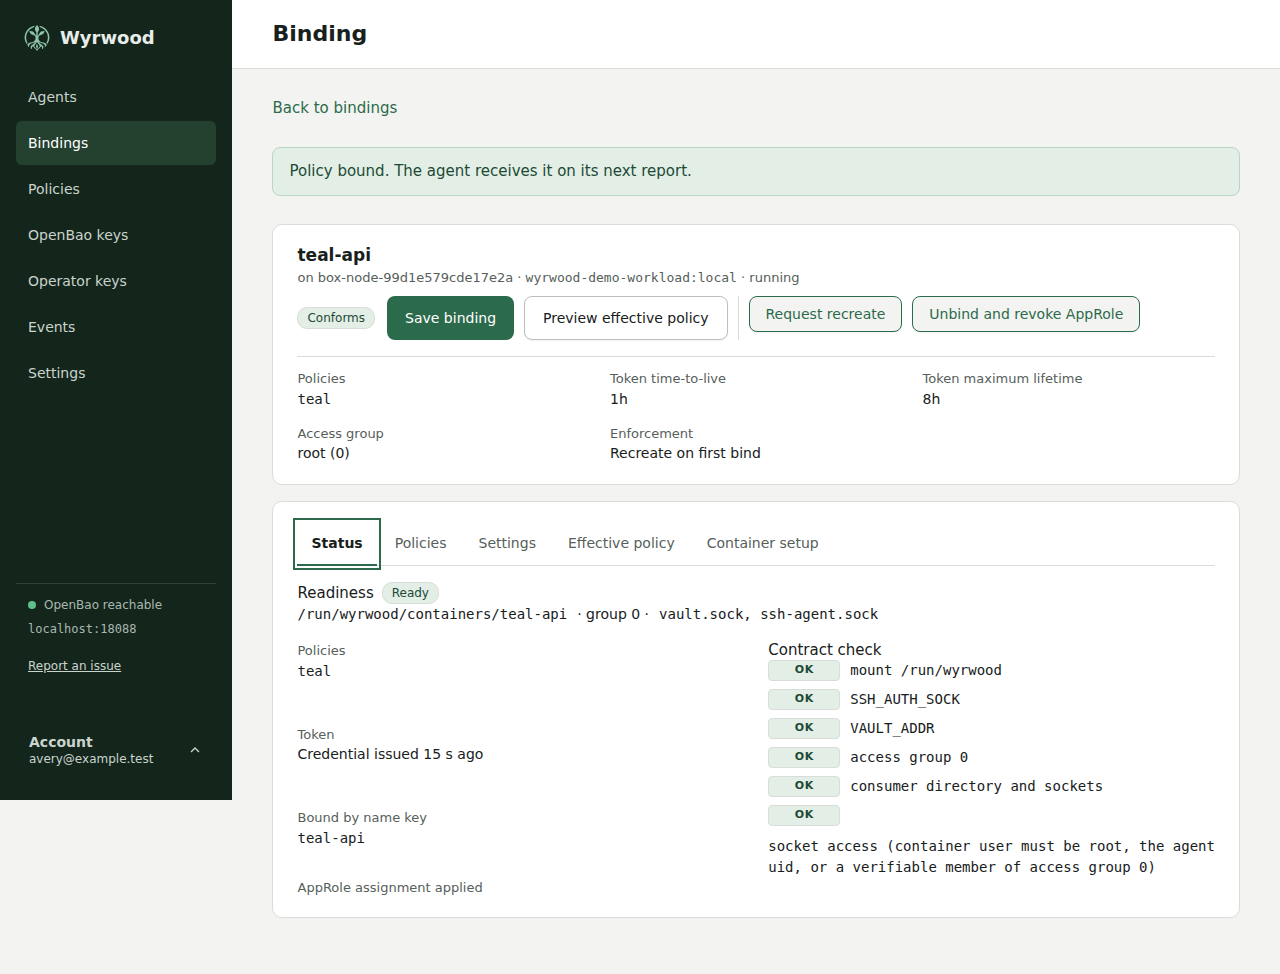 Wyrwood
Agents
Bindings
Policies
OpenBao keys
Operator keys
Events
Settings
OpenBao reachable
localhost:18088
Report an issue
Account
avery@example.test
Binding
Back to bindings
Policy bound. The agent receives it on its next report.
teal-api
on box-node-99d1e579cde17e2a · wyrwood-demo-workload:local · running
Conforms
Save binding
Preview effective policy
Request recreate
Unbind and revoke AppRole
Policies
teal
Token time-to-live
1h
Token maximum lifetime
8h
Access group
root (0)
Enforcement
Recreate on first bind
Status
Policies
Settings
Effective policy
Container setup
Readiness Ready
/run/wyrwood/containers/teal-api · group 0 · vault.sock, ssh-agent.sock
Policies
teal
Token
Credential issued 15 s ago
Bound by name key
teal-api
AppRole assignment applied
Contract check
OK mount /run/wyrwood
OK SSH_AUTH_SOCK
OK VAULT_ADDR
OK access group 0
OK consumer directory and sockets
OK
socket access (container user must be root, the agent
uid, or a verifiable member of access group 0)